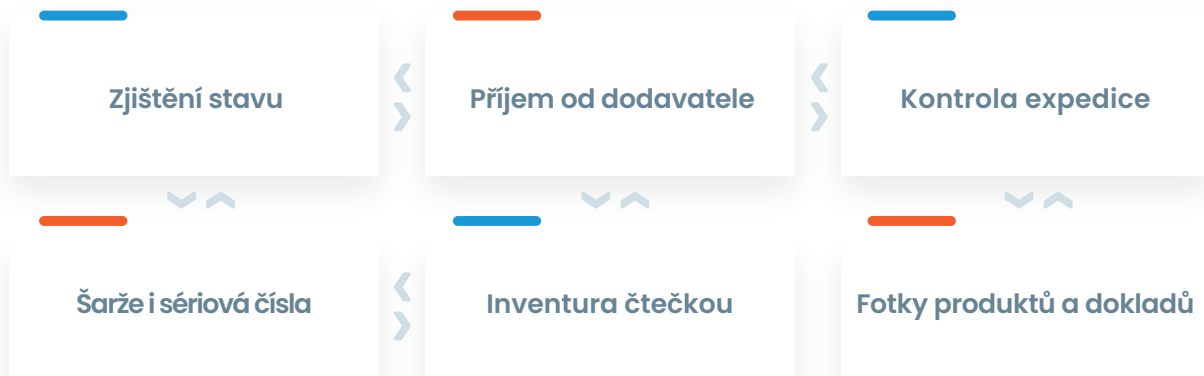 Zjištění stavu
Příjem od dodavatele
Kontrola expedice
Šarže i sériová čísla
Inventura čtečkou
Fotky produktů a dokladů